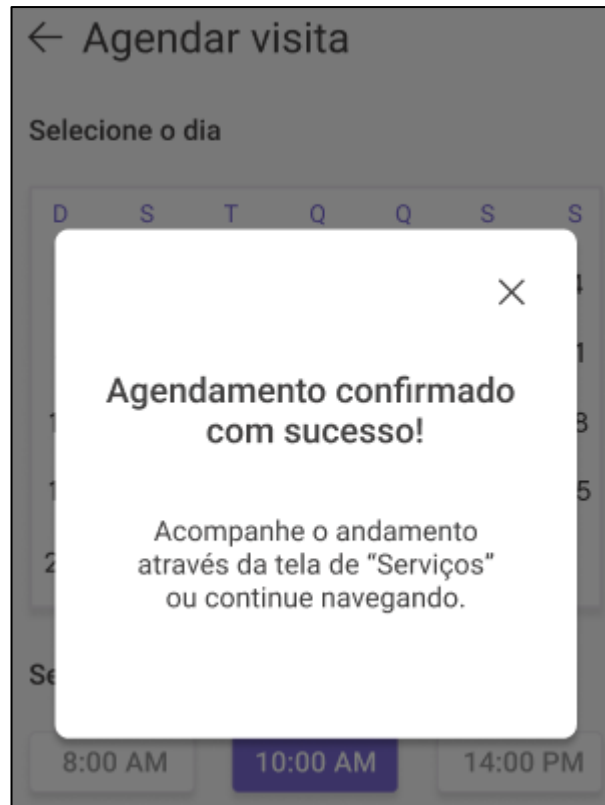 ← Agendar visita
Selecione o dia
D S T Q Q S S
Agendamento confirmado
com sucesso!
Acompanhe o andamento
através da tela de “Serviços”
ou continue navegando.
8:00 AM 10:00 AM 14:00 PM